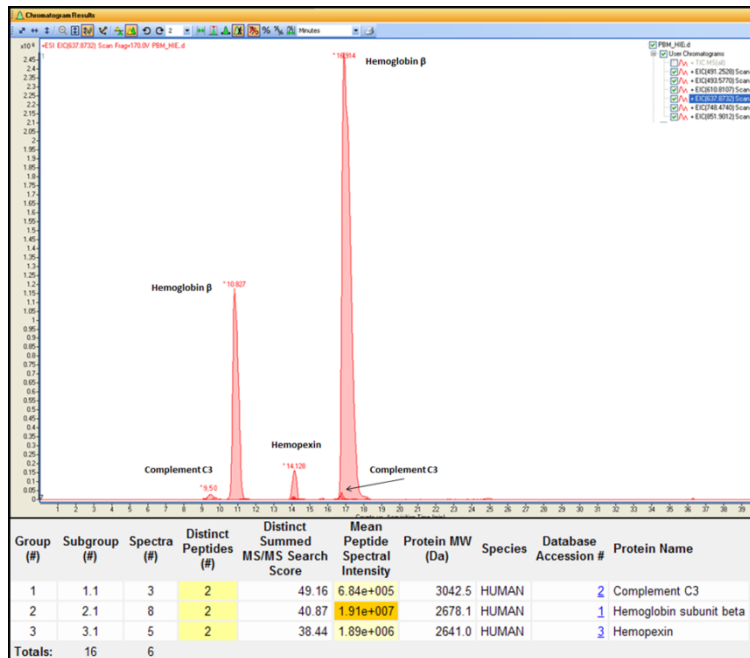 Chromatogram Results
2
Minutes
x10 6
+ESI EIC(637.8732) Scan Frag=170.0V PBM_HIE.d
PBM_HIE.d
User Chromatograms
TIC MS(all)
+ EIC(491.2528) Scan
+ EIC(493.5770) Scan
+ EIC(610.8107) Scan
+ EIC(637.8732) Scan
+ EIC(748.4740) Scan
+ EIC(851.9012) Scan
2.45
2.4
2.35
2.3
2.25
2.2
2.15
2.1
2.05
2
1.95
1.9
1.85
1.8
1.75
1.7
1.65
1.6
1.55
1.5
1.45
1.4
1.35
1.3
1.25
1.2
1.15
1.1
1.05
1
0.95
0.9
0.85
0.8
0.75
0.7
0.65
0.6
0.55
0.5
0.45
0.4
0.35
0.3
0.25
0.2
0.15
0.1
0.05
0
Hemoglobin β
Hemoglobin β
* 10.827
Hemopexin
* 14.128
Complement C3
* 9.50
Complement C3
1 2 3 4 5 6 7 8 9 10 11 12 13 14 15 16 17 18 19 20 21 22 23 24 25 26 27 28 29 30 31 32 33 34 35 36 37 38 39
Group (#) Subgroup (#) Spectra (#) Distinct Peptides (#) Distinct Summed MS/MS Search Score Mean Peptide Spectral Intensity Protein MW (Da) Species Database Accession # Protein Name
1 1.1 3 2 49.16 6.84e+005 3042.5 HUMAN 2 Complement C3
2 2.1 8 2 40.87 1.91e+007 2678.1 HUMAN 1 Hemoglobin subunit beta
3 3.1 5 2 38.44 1.89e+006 2641.0 HUMAN 3 Hemopexin
Totals: 16 6